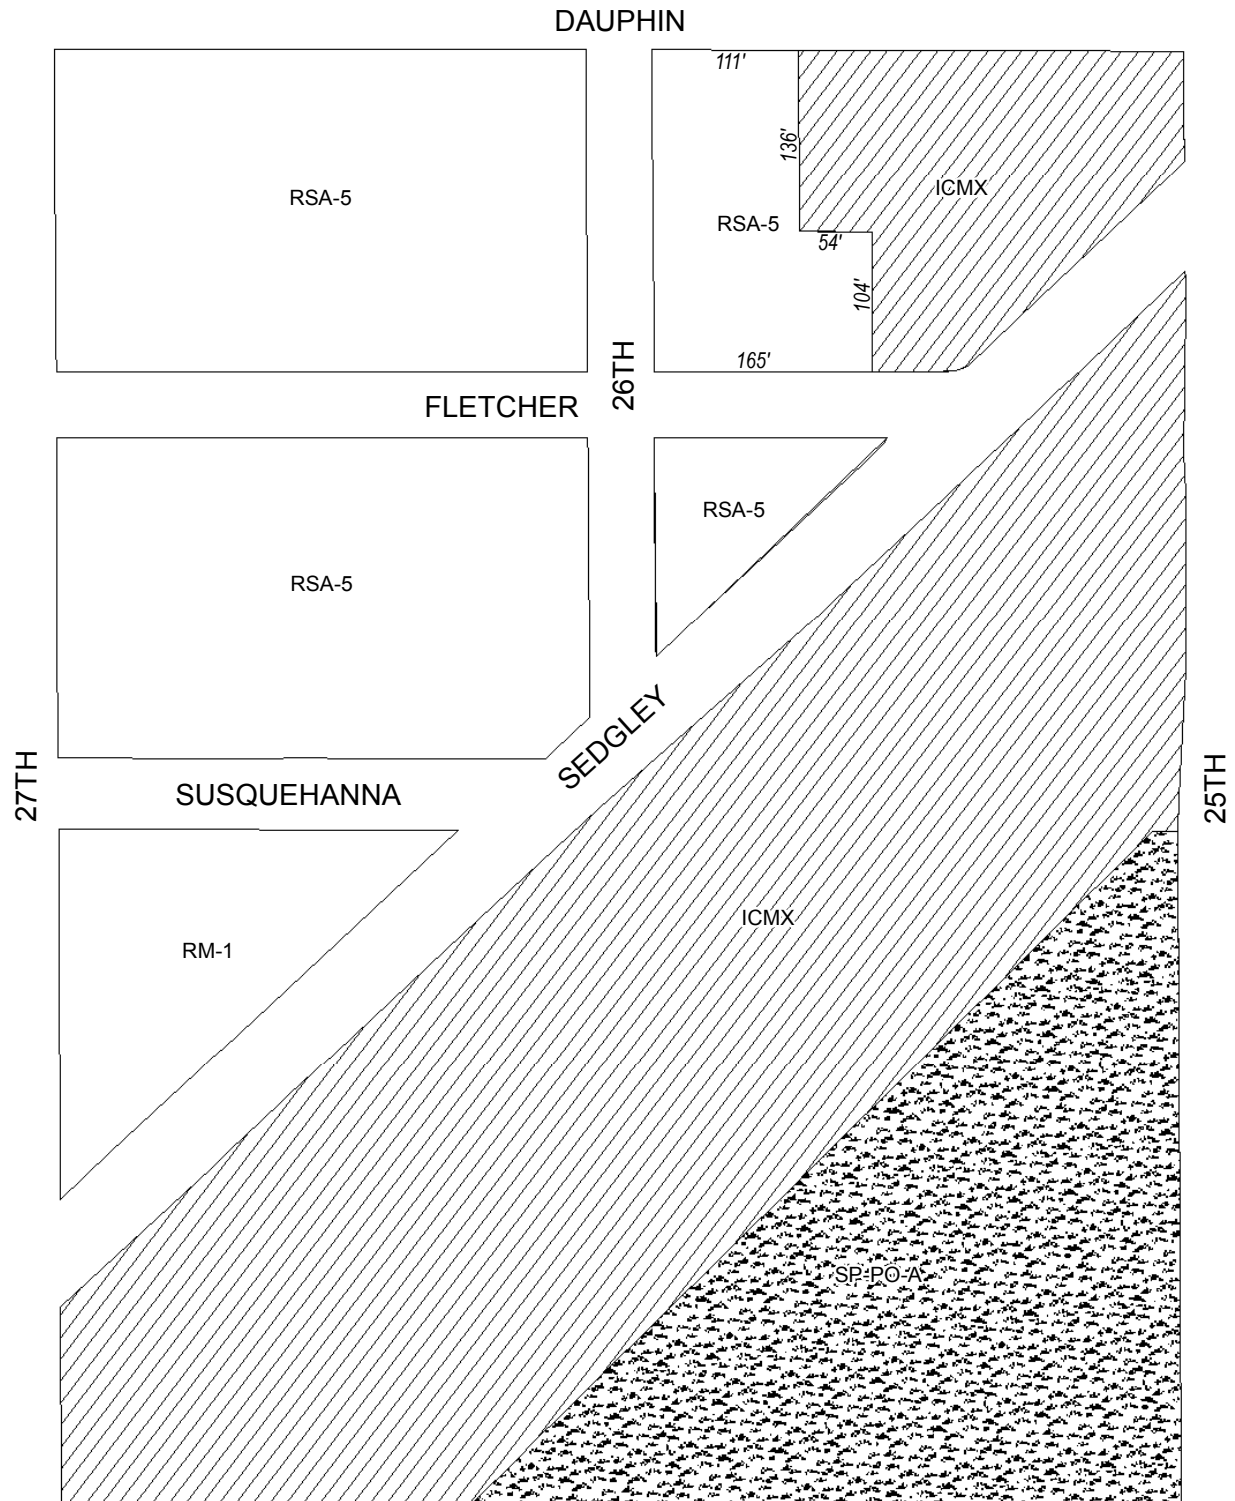 DAUPHIN
111'
136'
ICMX
RSA-5
RSA-5
54'
104'
165'
26TH
FLETCHER
RSA-5
RSA-5
SEDGLEY
27TH
SUSQUEHANNA
25TH
ICMX
RM-1
SP-PO-A